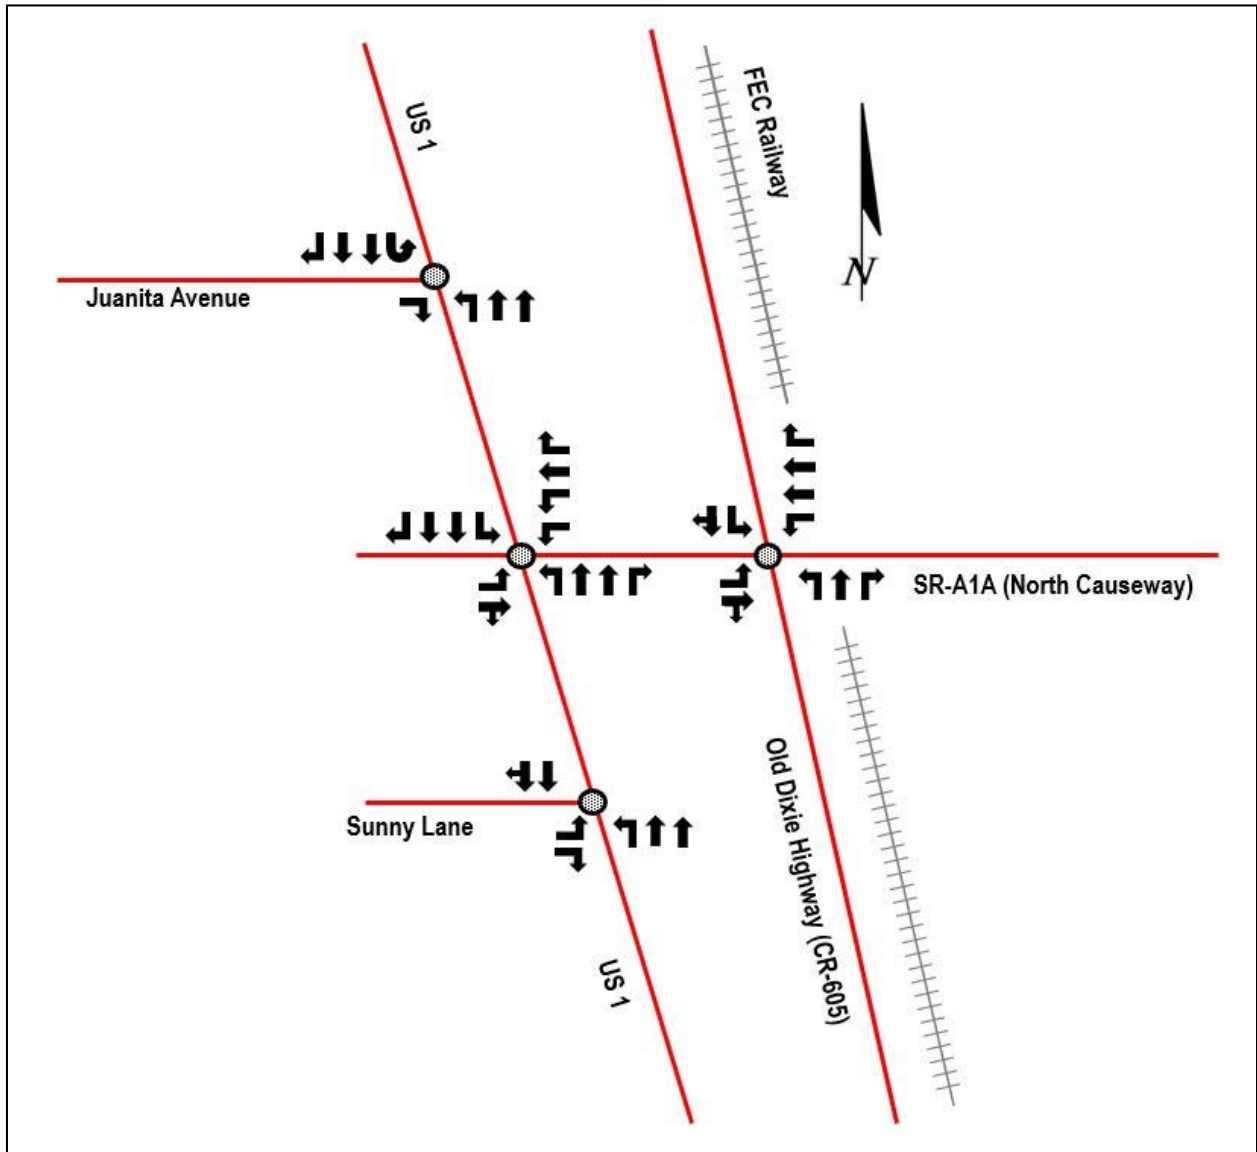 US 1
FEC Railway
N
Juanita Avenue
SR-A1A (North Causeway)
Sunny Lane
Old Dixie Highway (CR-605)
US 1